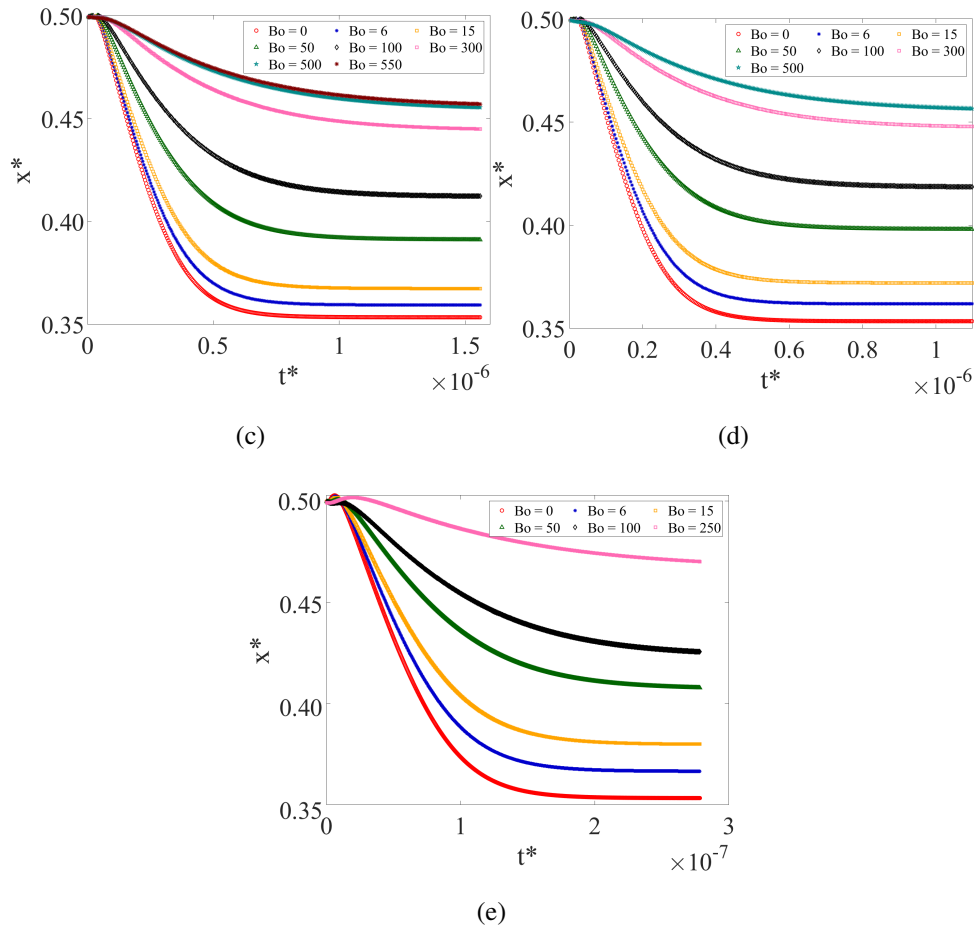 0.50
0.45
0.40
0.35
x*
Bo = 0 Bo = 6 Bo = 15
Bo = 50 Bo = 100 Bo = 300
Bo = 500 Bo = 550
0 0.5 1 1.5
t*
×10-6
(c)
0.50
0.45
0.40
0.35
x*
Bo = 0 Bo = 6 Bo = 15
Bo = 50 Bo = 100 Bo = 300
Bo = 500
0 0.2 0.4 0.6 0.8 1.0
t*
×10-6
(d)
0.50
0.45
0.40
0.35
x*
Bo = 0 Bo = 6 Bo = 15
Bo = 50 Bo = 100 Bo = 250
0 1 2 3
t*
×10-7
(e)